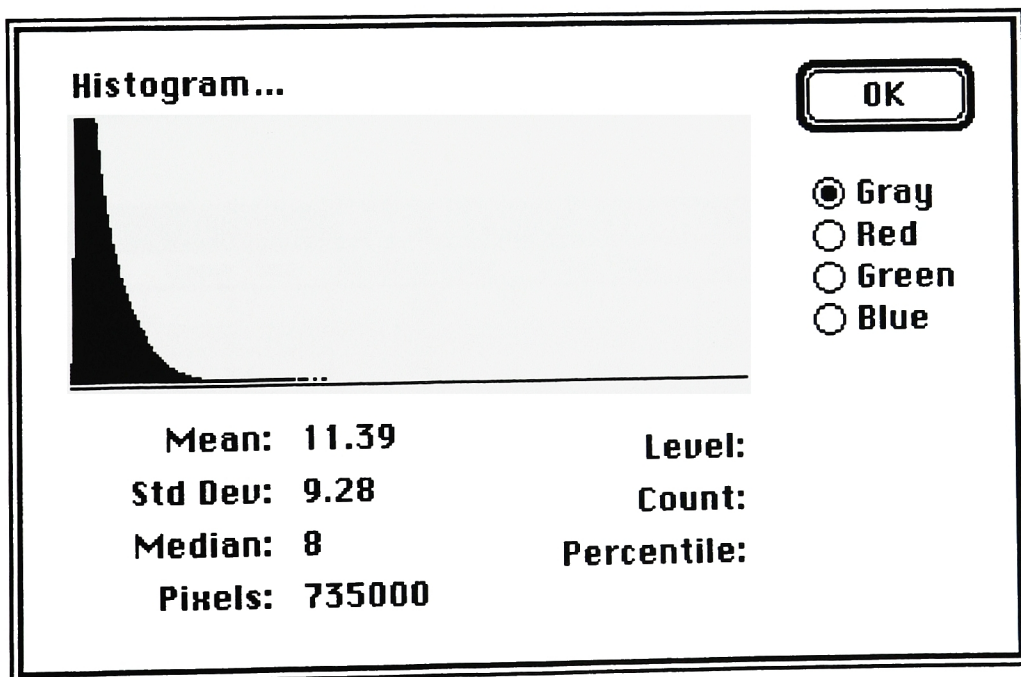 Histogram...
OK
Gray
Red
Green
Blue
Mean: 11.39
Std Dev: 9.28
Median: 8
Pixels: 735000
Level:
Count:
Percentile: